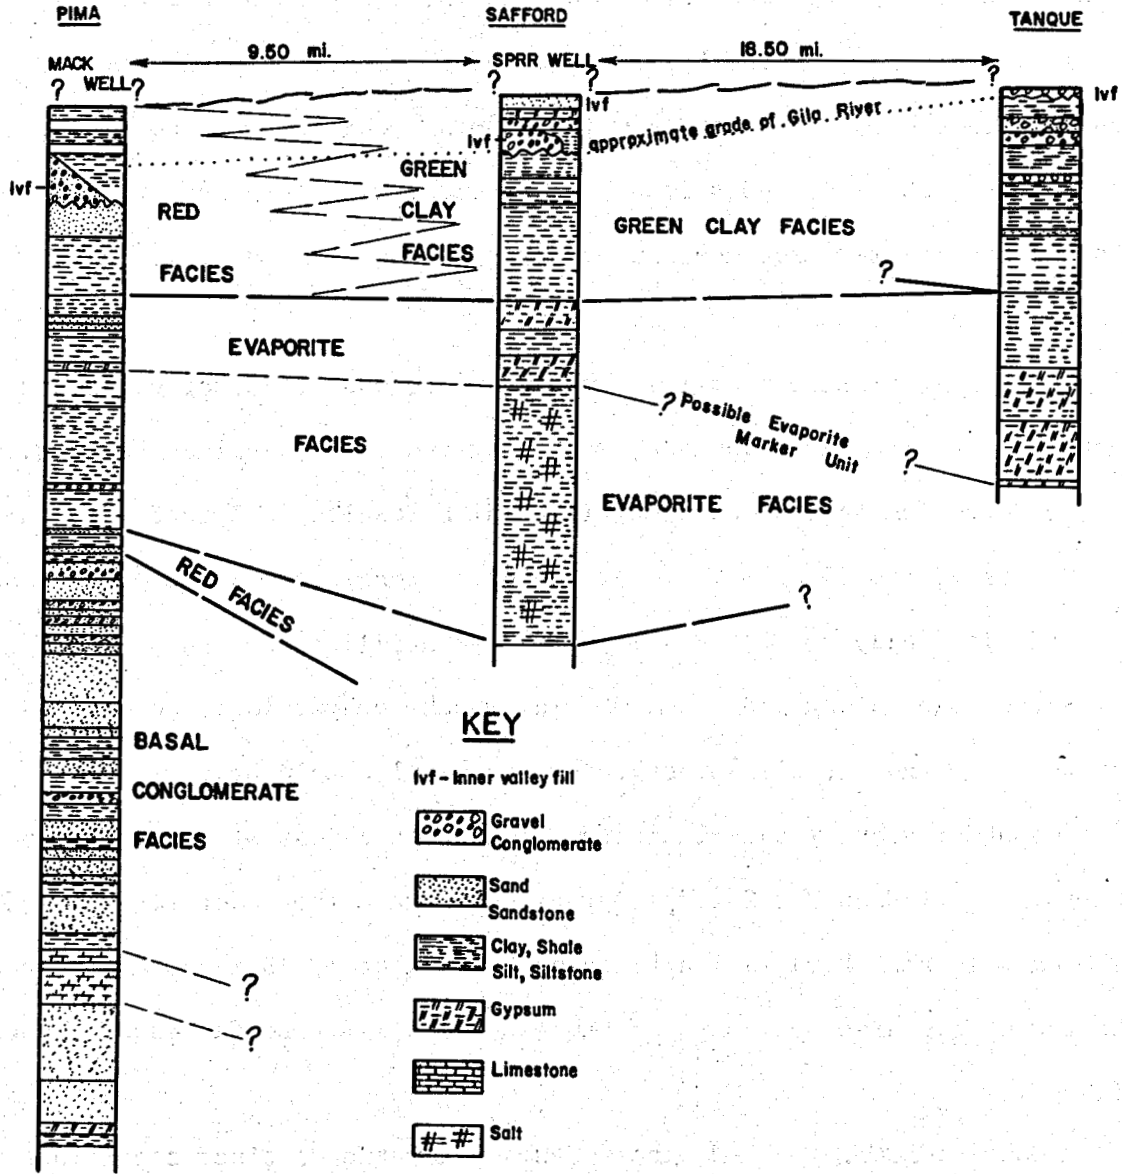 PIMA
SAFFORD
TANQUE
9.50 mi.
18.50 mi.
MACK
WELL
SPRR WELL
?
?
?
?
?
Ivf
Ivf
Ivf
Ivf
approximate grade of Gila River
GREEN
CLAY
FACIES
RED
FACIES
GREEN CLAY FACIES
?
EVAPORITE
FACIES
? Possible Evaporite
Marker Unit
?
EVAPORITE FACIES
RED FACIES
?
KEY
BASAL
CONGLOMERATE
FACIES
Ivf - Inner valley fill
Gravel
Conglomerate
Sand
Sandstone
Clay, Shale
Silt, Siltstone
Gypsum
Limestone
Salt
?
?